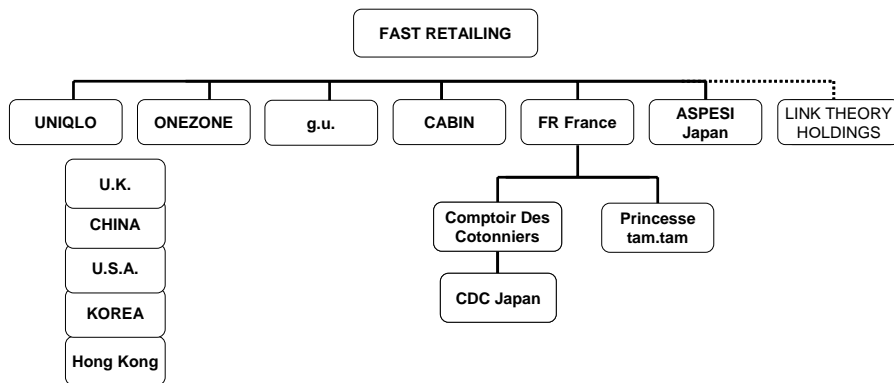 FAST RETAILING
UNIQLO
ONEZONE
g.u.
CABIN
FR France
ASPESI
Japan
LINK THEORY
HOLDINGS
U.K.
CHINA
U.S.A.
KOREA
Hong Kong
Comptoir Des
Cotonniers
Princesse
tam.tam
CDC Japan